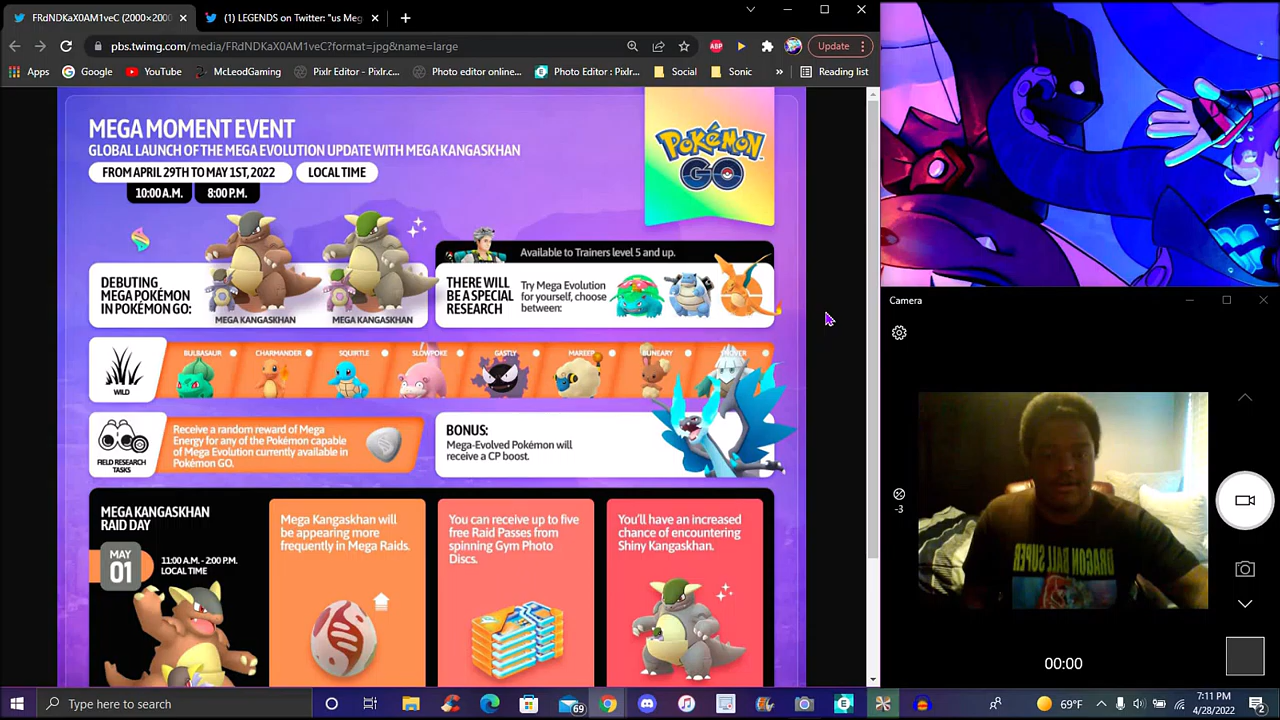 FRdNDKaX0AM1veC (2000×2000
(1) LEGENDS on Twitter: "us Meg
pbs.twimg.com/media/FRdNDKaX0AM1veC?format=jpg&name=large
ABP
Update
Apps
Google
YouTube
McLeodGaming
Pixlr Editor - Pixlr.c...
Photo editor online...
Photo Editor : Pixlr...
Social
Sonic
»
Reading list
MEGA MOMENT EVENT
GLOBAL LAUNCH OF THE MEGA EVOLUTION UPDATE WITH MEGA KANGASKHAN
FROM APRIL 29TH TO MAY 1ST, 2022
LOCAL TIME
10:00 A.M.
8:00 P.M.
POKéMON
GO
DEBUTING
MEGA POKÉMON
IN POKÉMON GO:
MEGA KANGASKHAN
MEGA KANGASKHAN
Available to Trainers level 5 and up.
THERE WILL
BE A SPECIAL
RESEARCH
Try Mega Evolution
for yourself, choose
between:
WILD
BULBASAUR
CHARMANDER
SQUIRTLE
SLOWPOKE
GASTLY
MAREEP
BUNEARY
FIELD RESEARCH
TASKS
Receive a random reward of Mega
Energy for any of the Pokémon capable
of Mega Evolution currently available in
Pokémon GO.
BONUS:
Mega-Evolved Pokémon will
receive a CP boost.
MEGA KANGASKHAN
RAID DAY
MAY
01
11:00 A.M. - 2:00 P.M.
LOCAL TIME
Mega Kangaskhan will
be appearing more
frequently in Mega Raids.
You can receive up to five
free Raid Passes from
spinning Gym Photo
Discs.
You'll have an increased
chance of encountering
Shiny Kangaskhan.
Camera
-3
DRAGON BALL SUPER
00:00
Type here to search
69
69°F
7:11 PM
4/28/2022
2